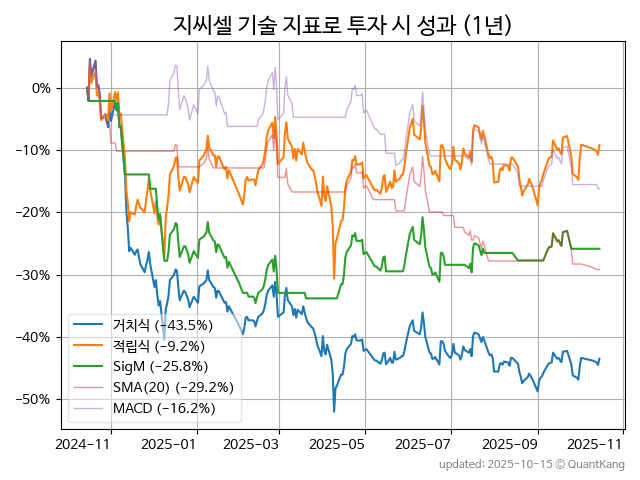 지씨셀 기술 지표로 투자 시 성과 (1년)
0%
−10%
−20%
−30%
−40%
−50%
거치식 (−43.5%)
적립식 (−9.2%)
SigM (−25.8%)
SMA(20) (−29.2%)
MACD (−16.2%)
2024-11 2025-01 2025-03 2025-05 2025-07 2025-09 2025-11
updated: 2025-10-15 © QuantKang